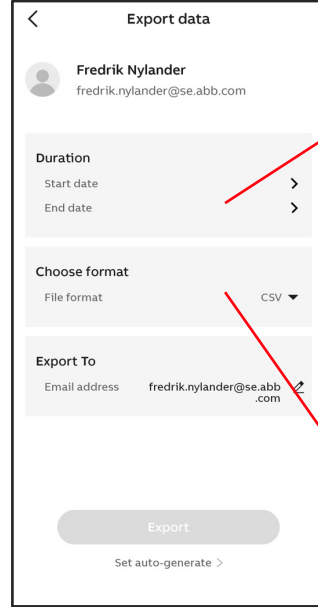 Export data
Fredrik Nylander
fredrik.nylander@se.abb.com
Duration
Start date
End date
Choose format
File format CSV
Export To
Email address fredrik.nylander@se.abb
.com
Export
Set auto-generate >